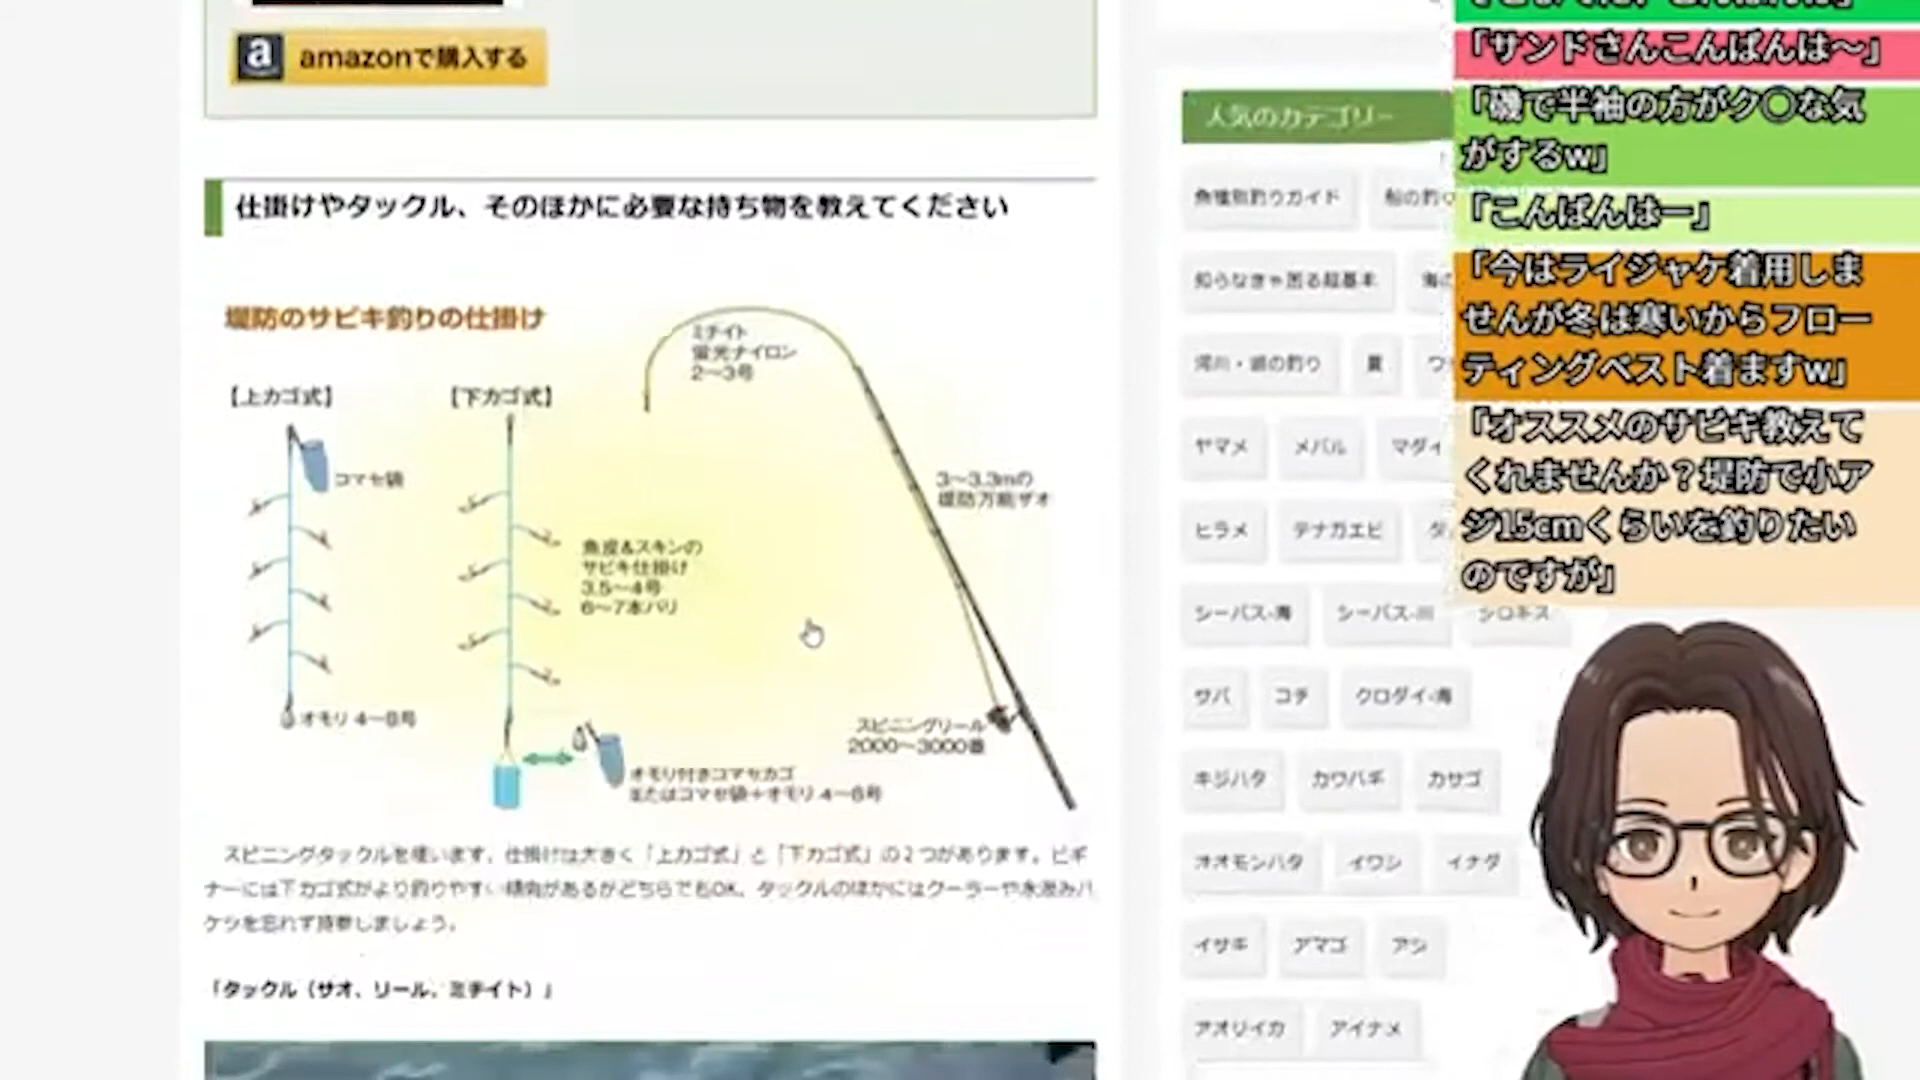 amazonで購入する
仕掛けやタックル、そのほかに必要な持ち物を教えてください
堤防のサビキ釣りの仕掛け
【上カゴ式】
【下カゴ式】
コマセ袋
オモリ 4〜8号
魚皮&スキンの
サビキ仕掛け
3.5〜4号
6〜7本バリ
オモリ付きコマセカゴ
またはコマセ袋+オモリ 4〜8号
ミチイト
蛍光ナイロン
2〜3号
3〜3.3mの
堤防万能ザオ
スピニングリール
2000〜3000番
スピニングタックルを使います。仕掛けは大きく「上カゴ式」と「下カゴ式」の2つがあります。ビギ
ナーには下カゴ式がより釣りやすい傾向があるがどちらでもOK。タックルのほかにはクーラーや水汲みバ
ケツを忘れず持参しましょう。
「タックル（サオ、リール、ミチイト）」
人気のカテゴリー
魚種別釣りガイド
船の釣り
知らなきゃ困る超基本
海の
河川・湖の釣り
夏
ワ
ヤマメ
メバル
マダイ
ヒラメ
テナガエビ
シーバス-海
シーバス-川
シロギス
サバ
コチ
クロダイ-海
キジハタ
カワハギ
カサゴ
オオモンハタ
イワシ
イナダ
イサキ
アマゴ
アジ
アオリイカ
アイナメ
「サンドさんこんばんは〜」
「磯で半袖の方がク〇な気
がするw」
「こんばんはー」
「今はライジャケ着用しま
せんが冬は寒いからフロー
ティングベスト着ますw」
「オススメのサビキ教えて
くれませんか？堤防で小ア
ジ15cmくらいを釣りたい
のですが」